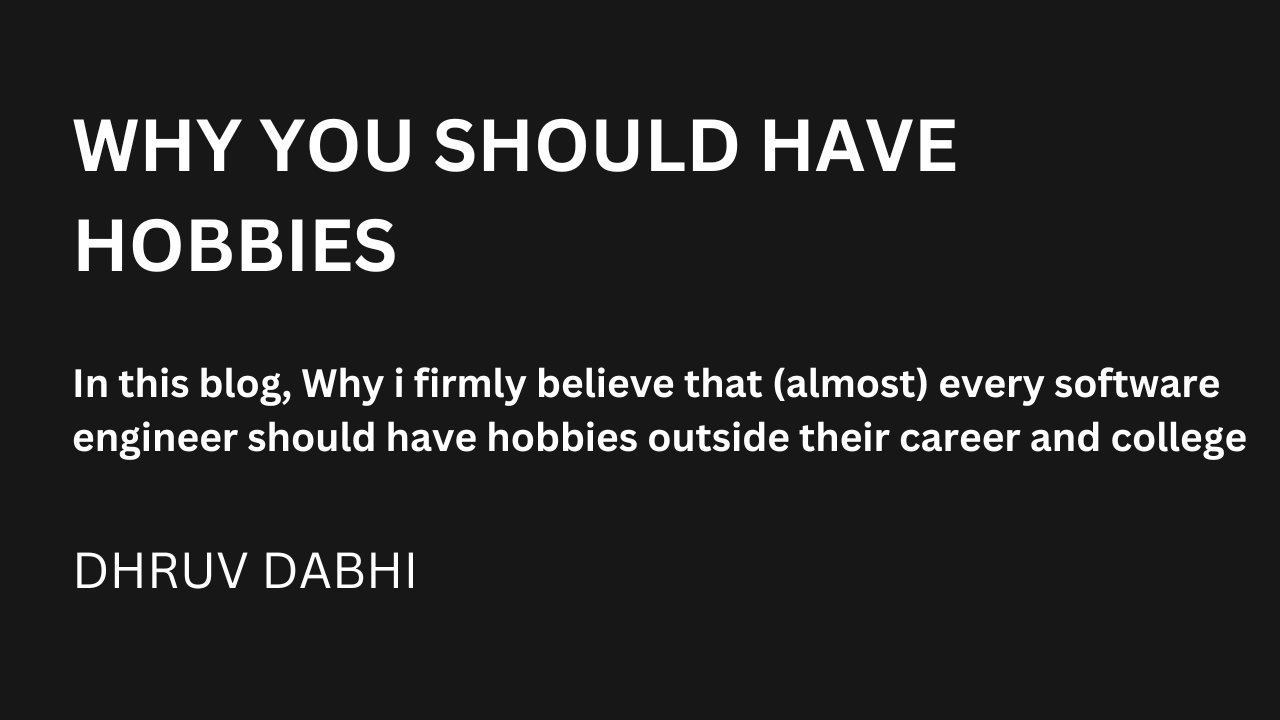 WHY YOU SHOULD HAVE
HOBBIES
In this blog, Why i firmly believe that (almost) every software
engineer should have hobbies outside their career and college
DHRUV DABHI